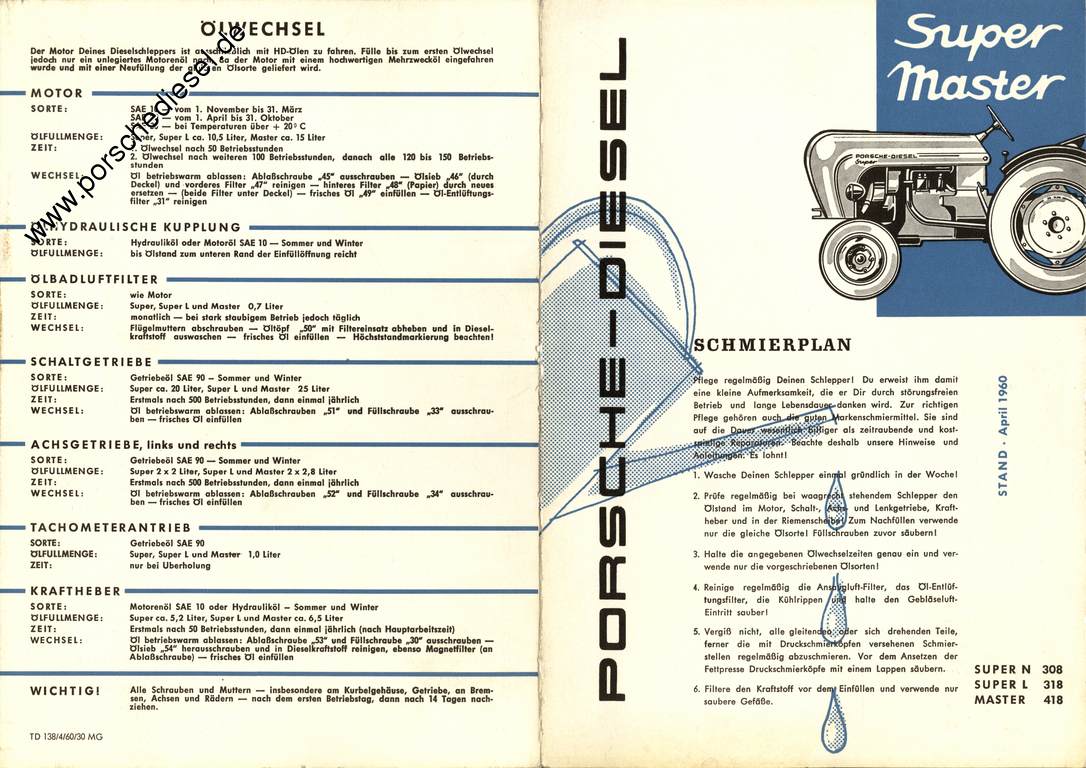 ÖLWECHSEL
Der Motor Deines Dieselschleppers ist ausschließlich mit HD-Ölen zu fahren. Fülle bis zum ersten Ölwechsel
jedoch nur ein unlegiertes Motorenöl nach, da der Motor mit einem hochwertigen Mehrzwecköl eingefahren
wurde und mit einer Neufüllung der gleichen Ölsorte geliefert wird.
www.porschediesel.de
MOTOR
SORTE: SAE 10 — vom 1. November bis 31. März
SAE — vom 1. April bis 31. Oktober
— bei Temperaturen über + 20° C
ÖLFÜLLMENGE: Super, Super L ca. 10,5 Liter, Master ca. 15 Liter
ZEIT: 1. Ölwechsel nach 50 Betriebsstunden
2. Ölwechsel nach weiteren 100 Betriebsstunden, danach alle 120 bis 150 Betriebs-
stunden
WECHSEL: Öl betriebswarm ablassen: Ablaßschraube „45" ausschrauben — Ölsieb „46" (durch
Deckel) und vorderes Filter „47" reinigen — hinteres Filter „48" (Papier) durch neues
ersetzen — (beide Filter unter Deckel) — frisches Öl „49" einfüllen — Öl-Entlüftungs-
filter „31" reinigen
HYDRAULISCHE KUPPLUNG
SORTE: Hydrauliköl oder Motoröl SAE 10 — Sommer und Winter
ÖLFÜLLMENGE: bis Ölstand zum unteren Rand der Einfüllöffnung reicht
ÖLBADLUFTFILTER
SORTE: wie Motor
ÖLFÜLLMENGE: Super, Super L und Master 0,7 Liter
ZEIT: monatlich — bei stark staubigem Betrieb jedoch täglich
WECHSEL: Flügelmuttern abschrauben — Öltopf „50" mit Filtereinsatz abheben und in Diesel-
kraftstoff auswaschen — frisches Öl einfüllen — Höchststandmarkierung beachten!
SCHALTGETRIEBE
SORTE: Getriebeöl SAE 90 – Sommer und Winter
ÖLFÜLLMENGE: Super ca. 20 Liter, Super L und Master 25 Liter
ZEIT: Erstmals nach 500 Betriebsstunden, dann einmal jährlich
WECHSEL: Öl betriebswarm ablassen: Ablaßschrauben „51" und Füllschraube „33" ausschrau-
ben — frisches Öl einfüllen
ACHSGETRIEBE, links und rechts
SORTE: Getriebeöl SAE 90 — Sommer und Winter
ÖLFÜLLMENGE: Super 2 x 2 Liter, Super L und Master 2 x 2,8 Liter
ZEIT: Erstmals nach 500 Betriebsstunden, dann einmal jährlich
WECHSEL: Öl betriebswarm ablassen: Ablaßschrauben „52" und Füllschraube „34" ausschrau-
ben — frisches Öl einfüllen
TACHOMETERANTRIEB
SORTE: Getriebeöl SAE 90
ÖLFÜLLMENGE: Super, Super L und Master 1,0 Liter
ZEIT: nur bei Überholung
KRAFTHEBER
SORTE: Motorenöl SAE 10 oder Hydrauliköl — Sommer und Winter
ÖLFÜLLMENGE: Super ca. 5,2 Liter, Super L und Master ca. 6,5 Liter
ZEIT: Erstmals nach 50 Betriebsstunden, dann einmal jährlich (nach Hauptarbeitszeit)
WECHSEL: Öl betriebswarm ablassen: Ablaßschraube „53" und Füllschraube „30" ausschrauben —
Ölsieb „54" herausschrauben und in Dieselkraftstoff reinigen, ebenso Magnetfilter (an
Ablaßschraube) — frisches Öl einfüllen
WICHTIG! Alle Schrauben und Muttern — insbesondere am Kurbelgehäuse, Getriebe, an Brem-
sen, Achsen und Rädern — nach dem ersten Betriebstag, dann nach 14 Tagen nach-
ziehen.
TD 138/4/60/30 MG
PORSCHE-DIESEL
Super
Master
PORSCHE-DIESEL
Super
SCHMIERPLAN
Pflege regelmäßig Deinen Schlepper! Du erweist ihm damit
eine kleine Aufmerksamkeit, die er Dir durch störungsfreien
Betrieb und lange Lebensdauer danken wird. Zur richtigen
Pflege gehören auch die guten Markenschmiermittel. Sie sind
auf die Dauer wesentlich billiger als zeitraubende und kost-
spielige Reparaturen. Beachte deshalb unsere Hinweise und
Anleitungen. Es lohnt!
1. Wasche Deinen Schlepper einmal gründlich in der Woche!
2. Prüfe regelmäßig bei waagrecht stehendem Schlepper den
Ölstand im Motor, Schalt-, Achs- und Lenkgetriebe, Kraft-
heber und in der Riemenscheibe! Zum Nachfüllen verwende
nur die gleiche Ölsorte! Füllschrauben zuvor säubern!
3. Halte die angegebenen Ölwechselzeiten genau ein und ver-
wende nur die vorgeschriebenen Ölsorten!
4. Reinige regelmäßig die Ansaugluft-Filter, das Öl-Entlüf-
tungsfilter, die Kühlrippen und halte den Gebläseluft-
Eintritt sauber!
5. Vergiß nicht, alle gleitenden oder sich drehenden Teile,
ferner die mit Druckschmierköpfen versehenen Schmier-
stellen regelmäßig abzuschmieren. Vor dem Ansetzen der
Fettpresse Druckschmierköpfe mit einem Lappen säubern.
6. Filtere den Kraftstoff vor dem Einfüllen und verwende nur
saubere Gefäße.
STAND · April 1960
SUPER N 308
SUPER L 318
MASTER 418